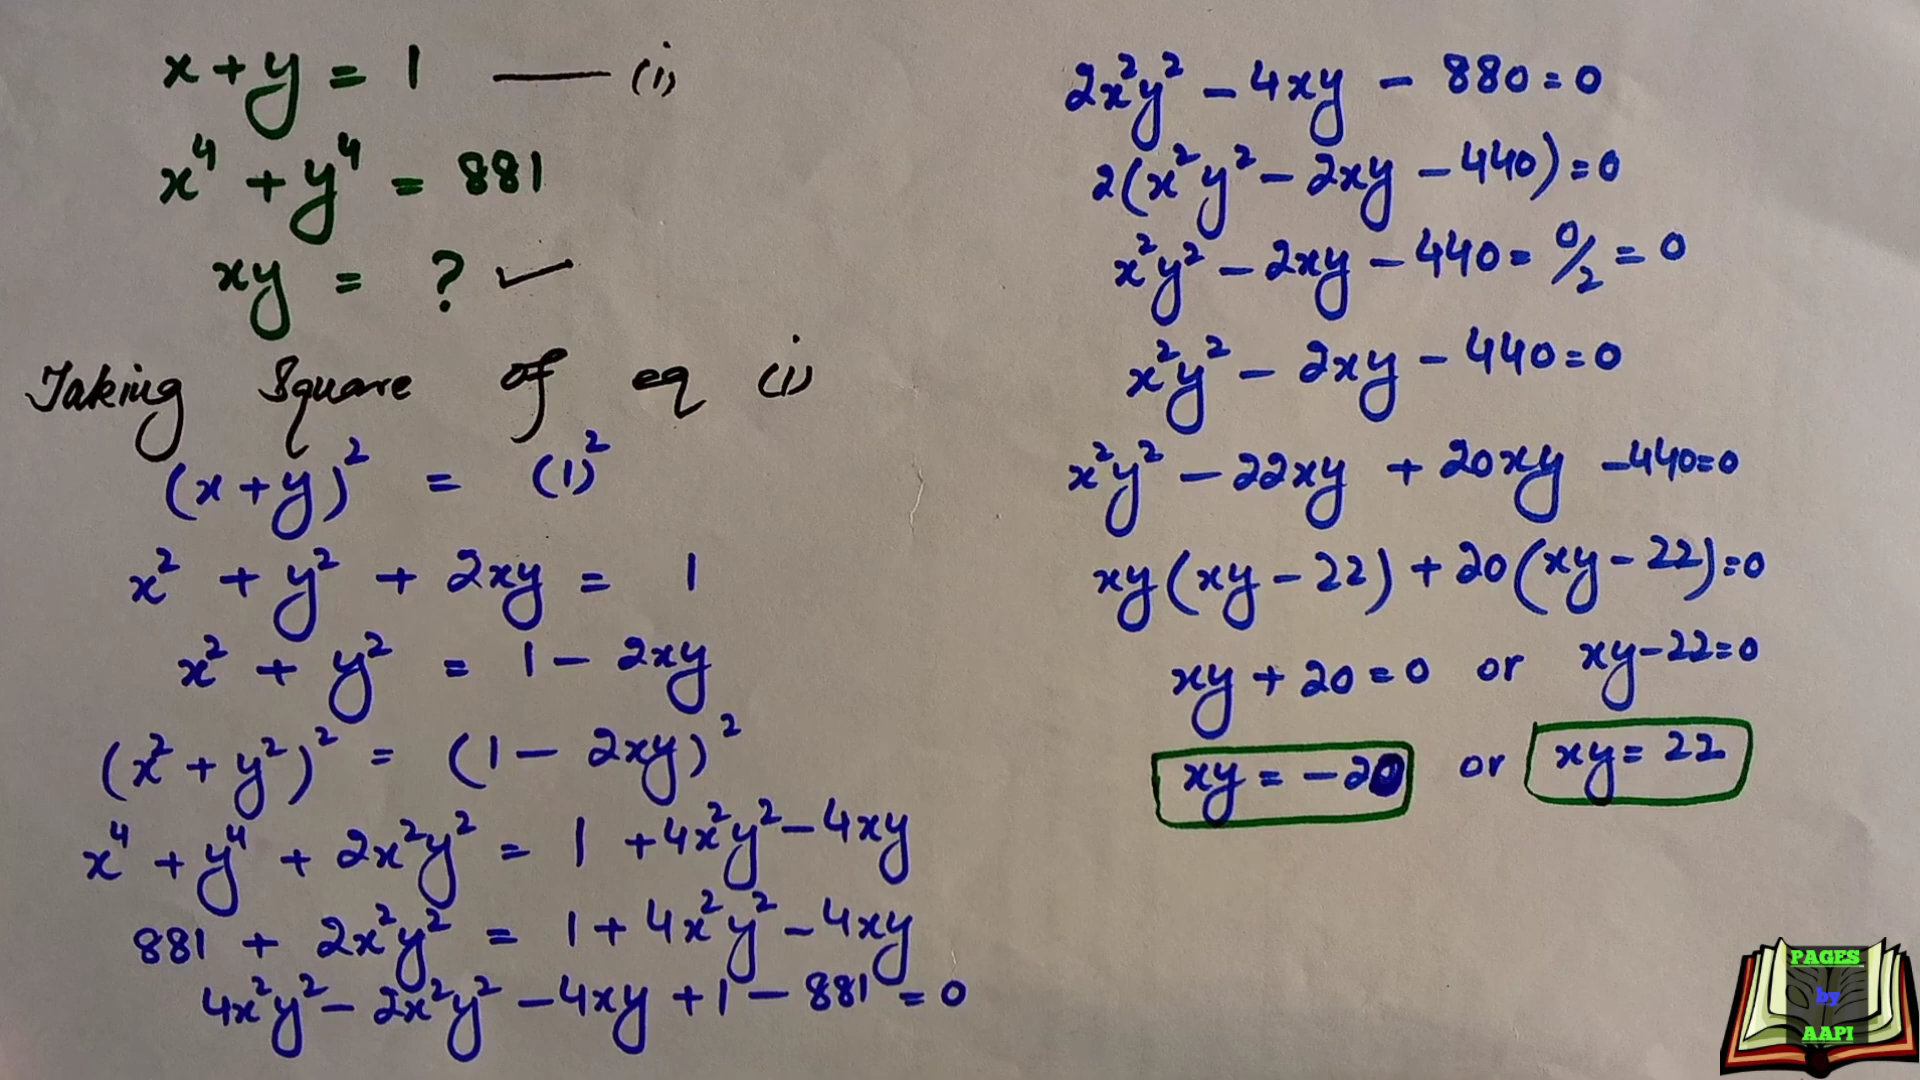 x + y = 1 —— (i)
x⁴ + y⁴ = 881
xy = ? ✓
Taking Square of eq (i)
(x + y)² = (1)²
x² + y² + 2xy = 1
x² + y² = 1 - 2xy
(x² + y²)² = (1 - 2xy)²
x⁴ + y⁴ + 2x²y² = 1 + 4x²y² - 4xy
881 + 2x²y² = 1 + 4x²y² - 4xy
4x²y² - 2x²y² - 4xy + 1 - 881 = 0
2x²y² - 4xy - 880 = 0
2(x²y² - 2xy - 440) = 0
x²y² - 2xy - 440 = 0/2 = 0
x²y² - 2xy - 440 = 0
x²y² - 22xy + 20xy - 440 = 0
xy(xy - 22) + 20(xy - 22) = 0
xy + 20 = 0 or xy - 22 = 0
xy = -20 or xy = 22
PAGES
by
AAPI